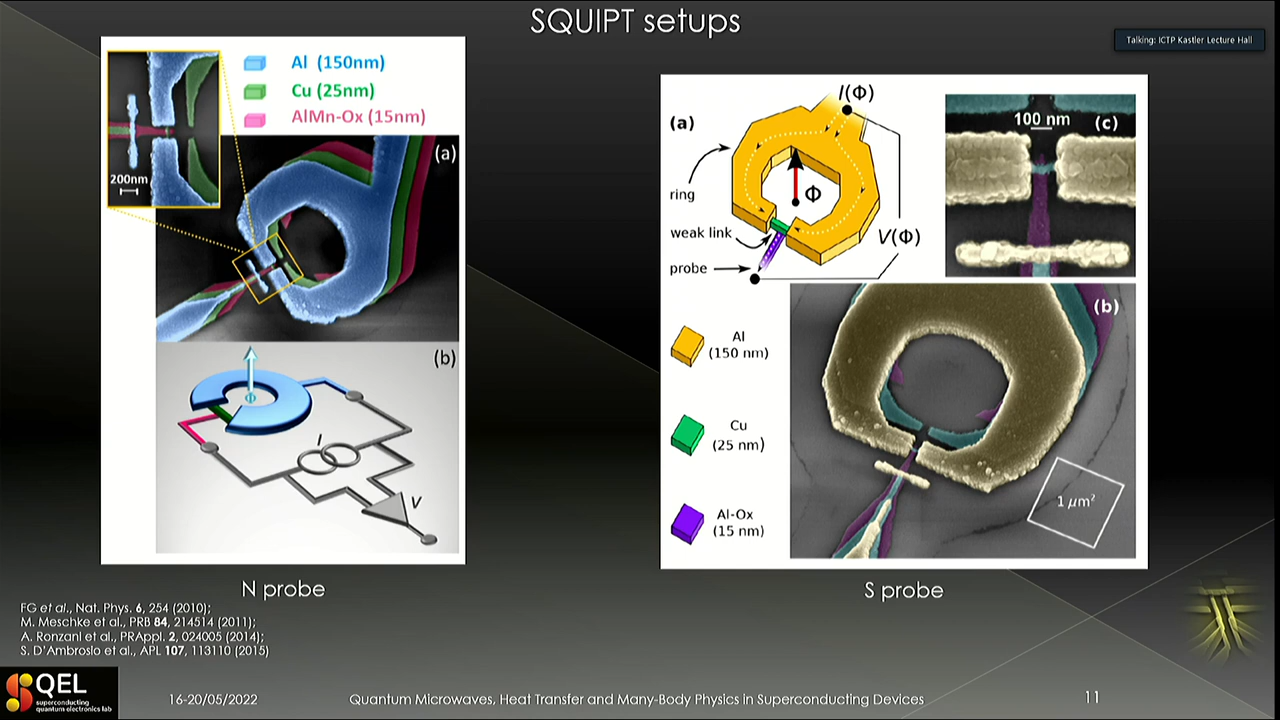 SQUIPT setups
Talking: ICTP Kastler Lecture Hall
Al (150nm)
Cu (25nm)
AlMn-Ox (15nm)
200nm
(a)
(b)
I
V
Φ
N probe
(a)
I(Φ)
ring
Φ
weak link
probe
V(Φ)
100 nm
(c)
Al
(150 nm)
Cu
(25 nm)
Al-Ox
(15 nm)
(b)
1 μm²
S probe
FG et al., Nat. Phys. 6, 254 (2010);
M. Meschke et al., PRB 84, 214514 (2011);
A. Ronzani et al., PRAppl. 2, 024005 (2014);
S. D'Ambrosio et al., APL 107, 113110 (2015)
SQEL
superconducting
quantum electronics lab
16-20/05/2022
Quantum Microwaves, Heat Transfer and Many-Body Physics in Superconducting Devices
11